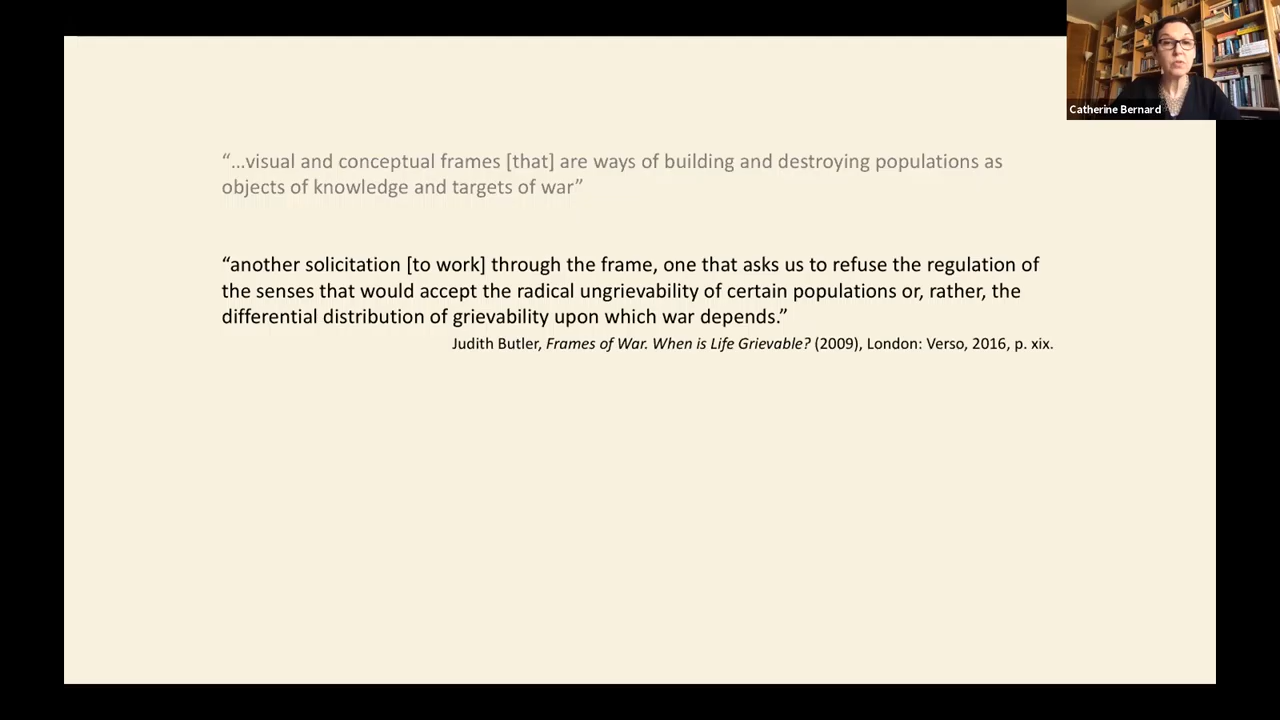 Catherine Bernard
“...visual and conceptual frames [that] are ways of building and destroying populations as
objects of knowledge and targets of war”
“another solicitation [to work] through the frame, one that asks us to refuse the regulation of
the senses that would accept the radical ungrievability of certain populations or, rather, the
differential distribution of grievability upon which war depends.”
Judith Butler, Frames of War. When is Life Grievable? (2009), London: Verso, 2016, p. xix.